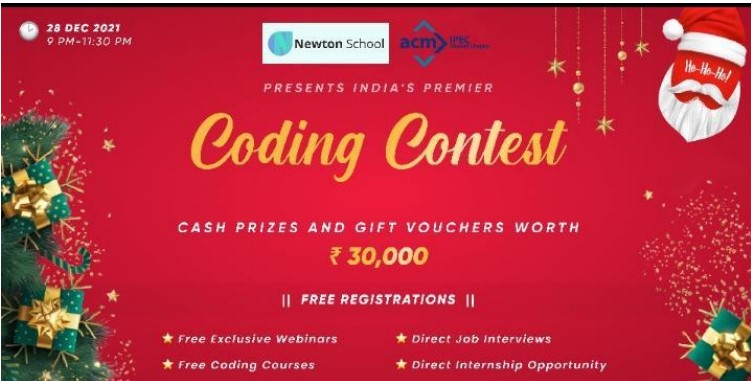 28 DEC 2021
9 PM-11:30 PM
Newton School
acm IPEC
PRESENTS INDIA'S PREMIER
Ho-Ho-Ho!
Coding Contest
CASH PRIZES AND GIFT VOUCHERS WORTH
₹ 30,000
|| FREE REGISTRATIONS ||
Free Exclusive Webinars
Direct Job Interviews
Free Coding Courses
Direct Internship Opportunity